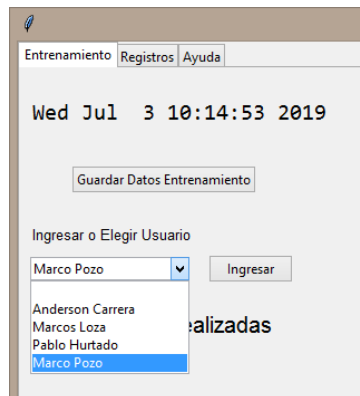 Entrenamiento Registros Ayuda
Wed Jul  3 10:14:53 2019
Guardar Datos Entrenamiento
Ingresar o Elegir Usuario
Marco Pozo Ingresar
Anderson Carrera
Marcos Loza
Pablo Hurtado
Marco Pozo